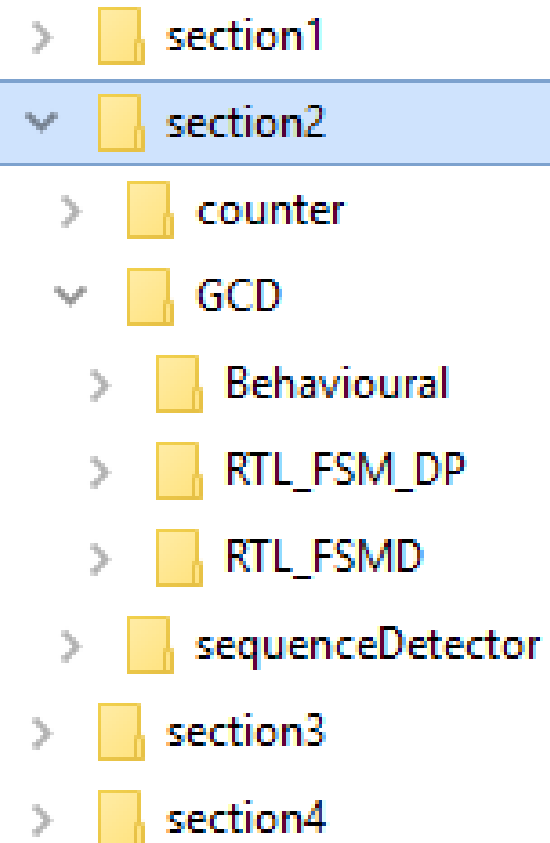 section1
section2
counter
GCD
Behavioural
RTL_FSM_DP
RTL_FSMD
sequenceDetector
section3
section4